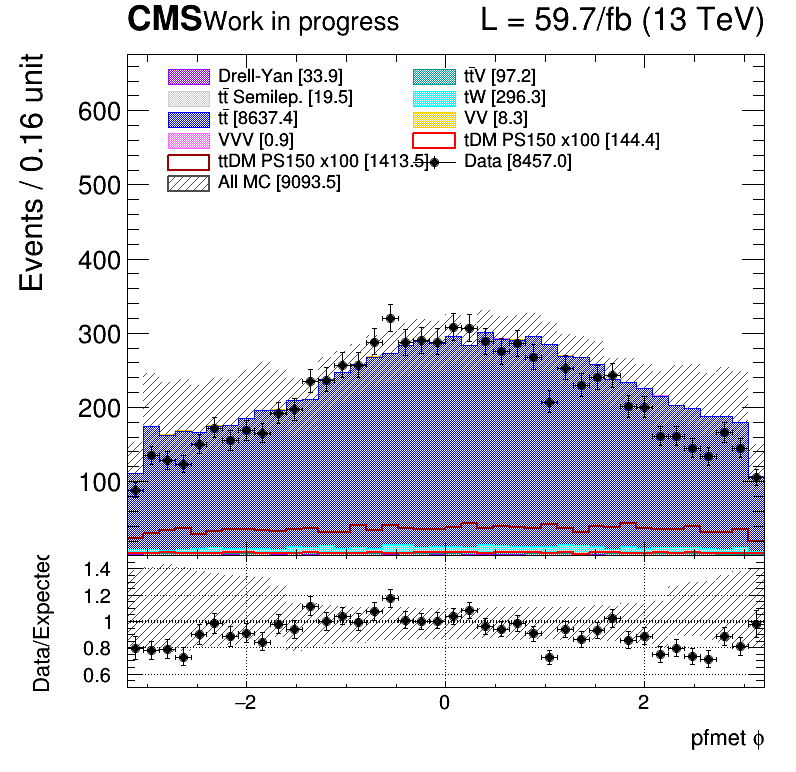 CMS Work in progress L = 59.7/fb (13 TeV)
Drell-Yan [33.9] tt̄V [97.2]
tt̄ Semilep. [19.5] tW [296.3]
tt̄ [8637.4] VV [8.3]
VVV [0.9] tDM PS150 x100 [144.4]
ttDM PS150 x100 [1413.5] Data [8457.0]
All MC [9093.5]
Events / 0.16 unit
600
500
400
300
200
100
Data/Expected
1.4
1.2
1
0.8
0.6
−2 0 2
pfmet ϕ